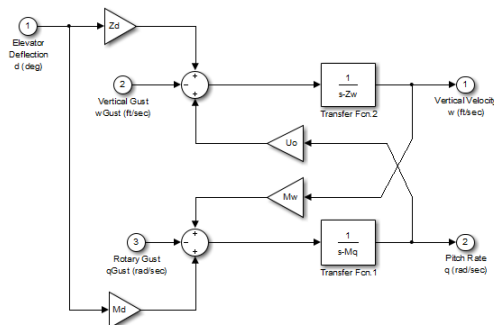 1
Elevator
Deflection
d (deg)
Zd
2
Vertical Gust
wGust (ft/sec)
1
s-Zw
Transfer Fcn.2
1
Vertical Velocity
w (ft/sec)
Uo
Mw
3
Rotary Gust
qGust (rad/sec)
1
s-Mq
Transfer Fcn.1
2
Pitch Rate
q (rad/sec)
Md